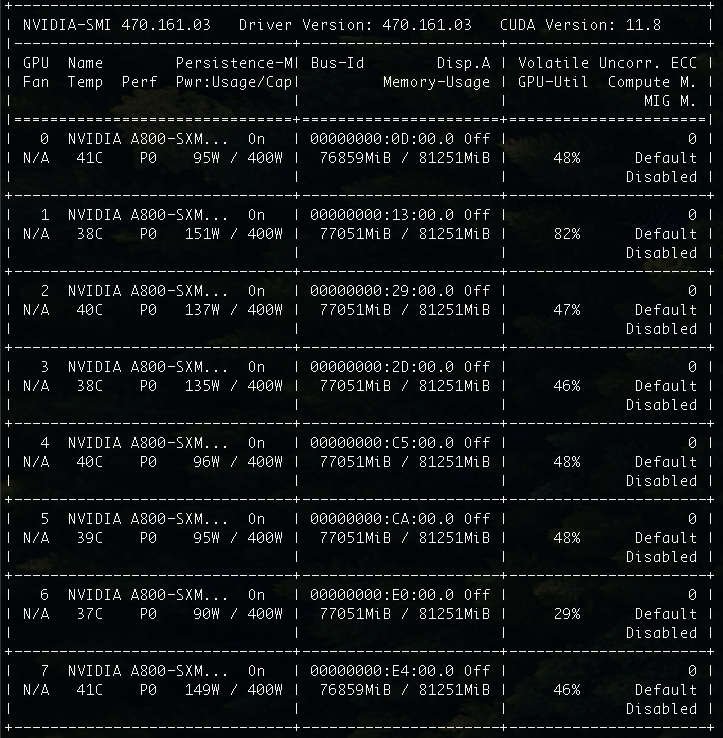 +-----------------------------------------------------------------------------+
| NVIDIA-SMI 470.161.03   Driver Version: 470.161.03   CUDA Version: 11.8     |
|-------------------------------+----------------------+----------------------+
| GPU  Name        Persistence-M| Bus-Id        Disp.A | Volatile Uncorr. ECC |
| Fan  Temp  Perf  Pwr:Usage/Cap|         Memory-Usage | GPU-Util  Compute M. |
|                               |                      |               MIG M. |
|===============================+======================+======================|
|   0  NVIDIA A800-SXM...  On   | 00000000:0D:00.0 Off |                    0 |
| N/A   41C    P0    95W / 400W |  76859MiB / 81251MiB |     48%      Default |
|                               |                      |             Disabled |
+-------------------------------+----------------------+----------------------+
|   1  NVIDIA A800-SXM...  On   | 00000000:13:00.0 Off |                    0 |
| N/A   38C    P0   151W / 400W |  77051MiB / 81251MiB |     82%      Default |
|                               |                      |             Disabled |
+-------------------------------+----------------------+----------------------+
|   2  NVIDIA A800-SXM...  On   | 00000000:29:00.0 Off |                    0 |
| N/A   40C    P0   137W / 400W |  77051MiB / 81251MiB |     47%      Default |
|                               |                      |             Disabled |
+-------------------------------+----------------------+----------------------+
|   3  NVIDIA A800-SXM...  On   | 00000000:2D:00.0 Off |                    0 |
| N/A   38C    P0   135W / 400W |  77051MiB / 81251MiB |     46%      Default |
|                               |                      |             Disabled |
+-------------------------------+----------------------+----------------------+
|   4  NVIDIA A800-SXM...  On   | 00000000:C5:00.0 Off |                    0 |
| N/A   40C    P0    96W / 400W |  77051MiB / 81251MiB |     48%      Default |
|                               |                      |             Disabled |
+-------------------------------+----------------------+----------------------+
|   5  NVIDIA A800-SXM...  On   | 00000000:CA:00.0 Off |                    0 |
| N/A   39C    P0    95W / 400W |  77051MiB / 81251MiB |     48%      Default |
|                               |                      |             Disabled |
+-------------------------------+----------------------+----------------------+
|   6  NVIDIA A800-SXM...  On   | 00000000:E0:00.0 Off |                    0 |
| N/A   37C    P0    90W / 400W |  77051MiB / 81251MiB |     29%      Default |
|                               |                      |             Disabled |
+-------------------------------+----------------------+----------------------+
|   7  NVIDIA A800-SXM...  On   | 00000000:E4:00.0 Off |                    0 |
| N/A   41C    P0   149W / 400W |  76859MiB / 81251MiB |     46%      Default |
|                               |                      |             Disabled |
+-------------------------------+----------------------+----------------------+